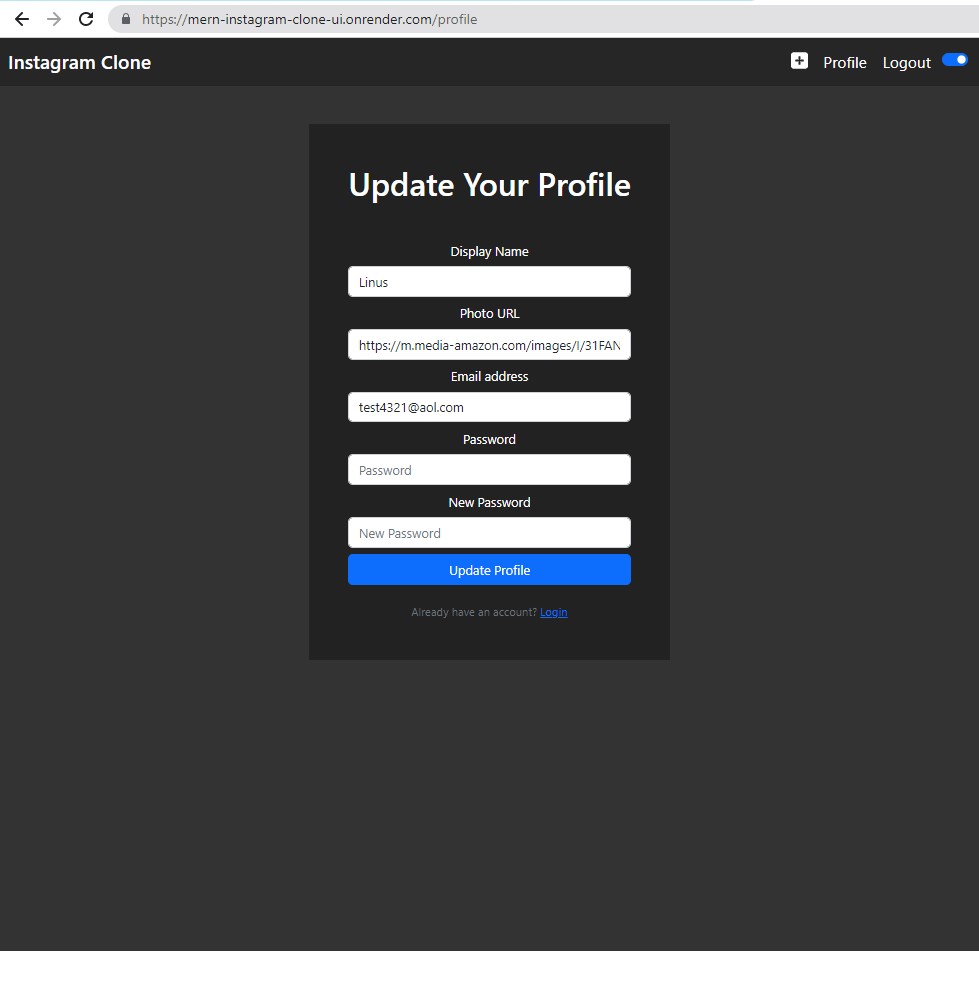 https://mern-instagram-clone-ui.onrender.com/profile
Instagram Clone Profile Logout
Update Your Profile
Display Name
Linus
Photo URL
https://m.media-amazon.com/images/I/31FAN
Email address
test4321@aol.com
Password
Password
New Password
New Password
Update Profile
Already have an account? Login